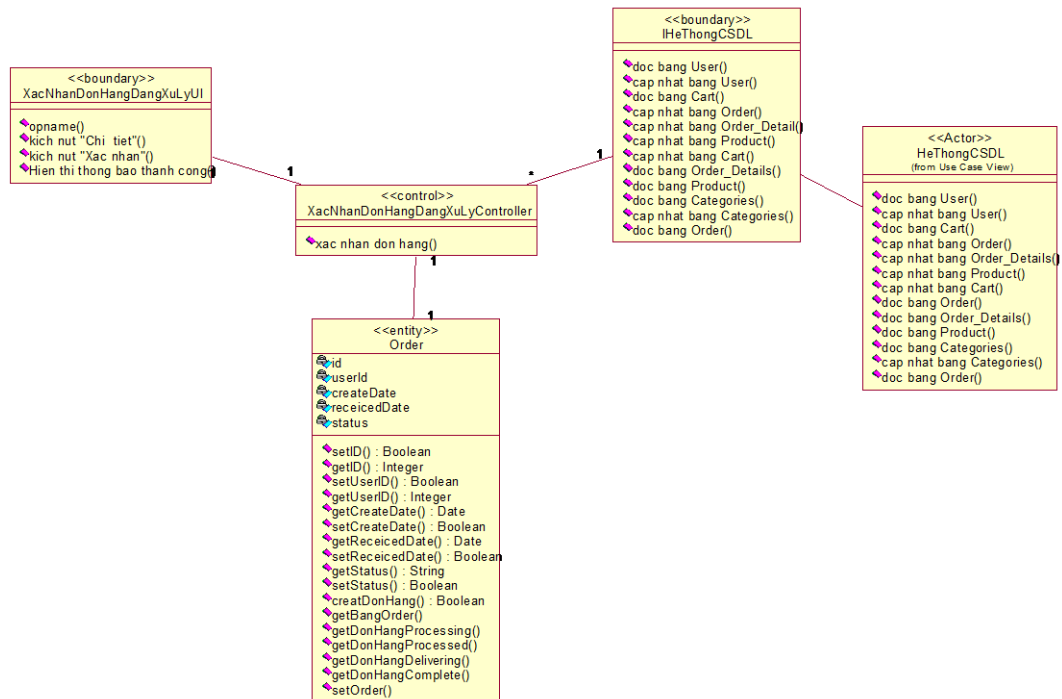 <<boundary>>
XacNhanDonHangDangXuLyUI
opname()
kich nut "Chi tiet"()
kich nut "Xac nhan"()
Hien thi thong bao thanh cong()
1
1
<<control>>
XacNhanDonHangDangXuLyController
xac nhan don hang()
*
1
1
1
<<boundary>>
IHeThongCSDL
doc bang User()
cap nhat bang User()
doc bang Cart()
cap nhat bang Order()
cap nhat bang Order_Detail()
cap nhat bang Product()
cap nhat bang Cart()
doc bang Order_Details()
doc bang Product()
doc bang Categories()
cap nhat bang Categories()
doc bang Order()
<<Actor>>
HeThongCSDL
(from Use Case View)
doc bang User()
cap nhat bang User()
doc bang Cart()
cap nhat bang Order()
cap nhat bang Order_Details()
cap nhat bang Product()
cap nhat bang Cart()
doc bang Order()
doc bang Order_Details()
doc bang Product()
doc bang Categories()
cap nhat bang Categories()
doc bang Order()
<<entity>>
Order
id
userId
createDate
receicedDate
status
setID() : Boolean
getID() : Integer
setUserID() : Boolean
getUserID() : Integer
getCreateDate() : Date
setCreateDate() : Boolean
getReceicedDate() : Date
setReceicedDate() : Boolean
getStatus() : String
setStatus() : Boolean
creatDonHang() : Boolean
getBangOrder()
getDonHangProcessing()
getDonHangProcessed()
getDonHangDelivering()
getDonHangComplete()
setOrder()